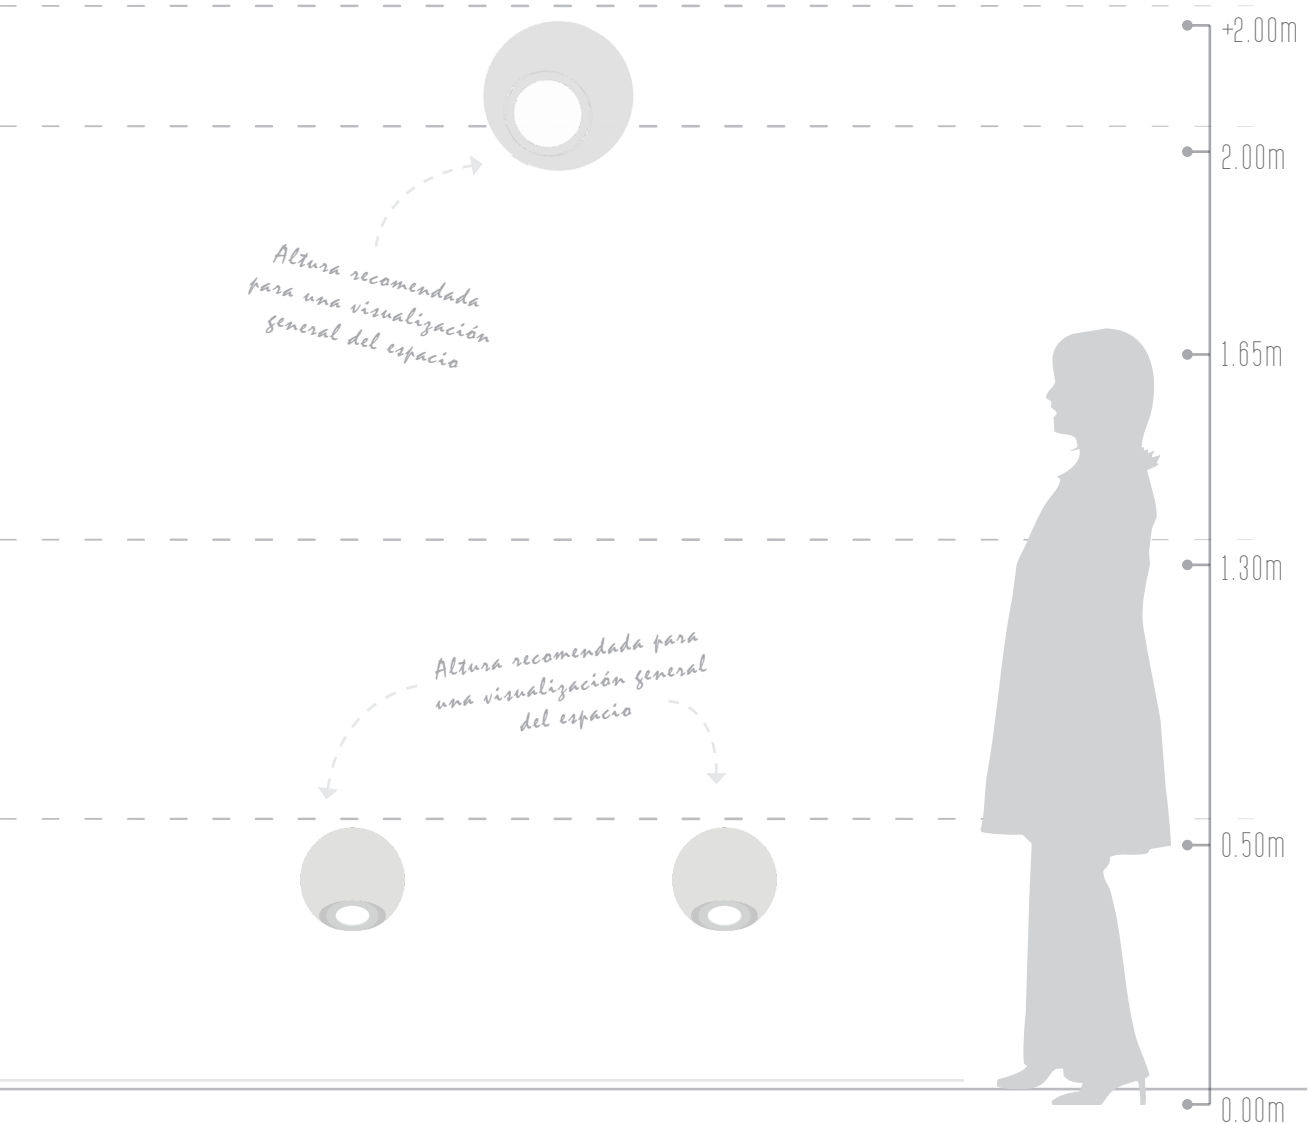 +2.00m
2.00m
Altura recomendada
para una visualización
general del espacio
1.65m
1.30m
Altura recomendada para
una visualización general
del espacio
0.50m
0.00m